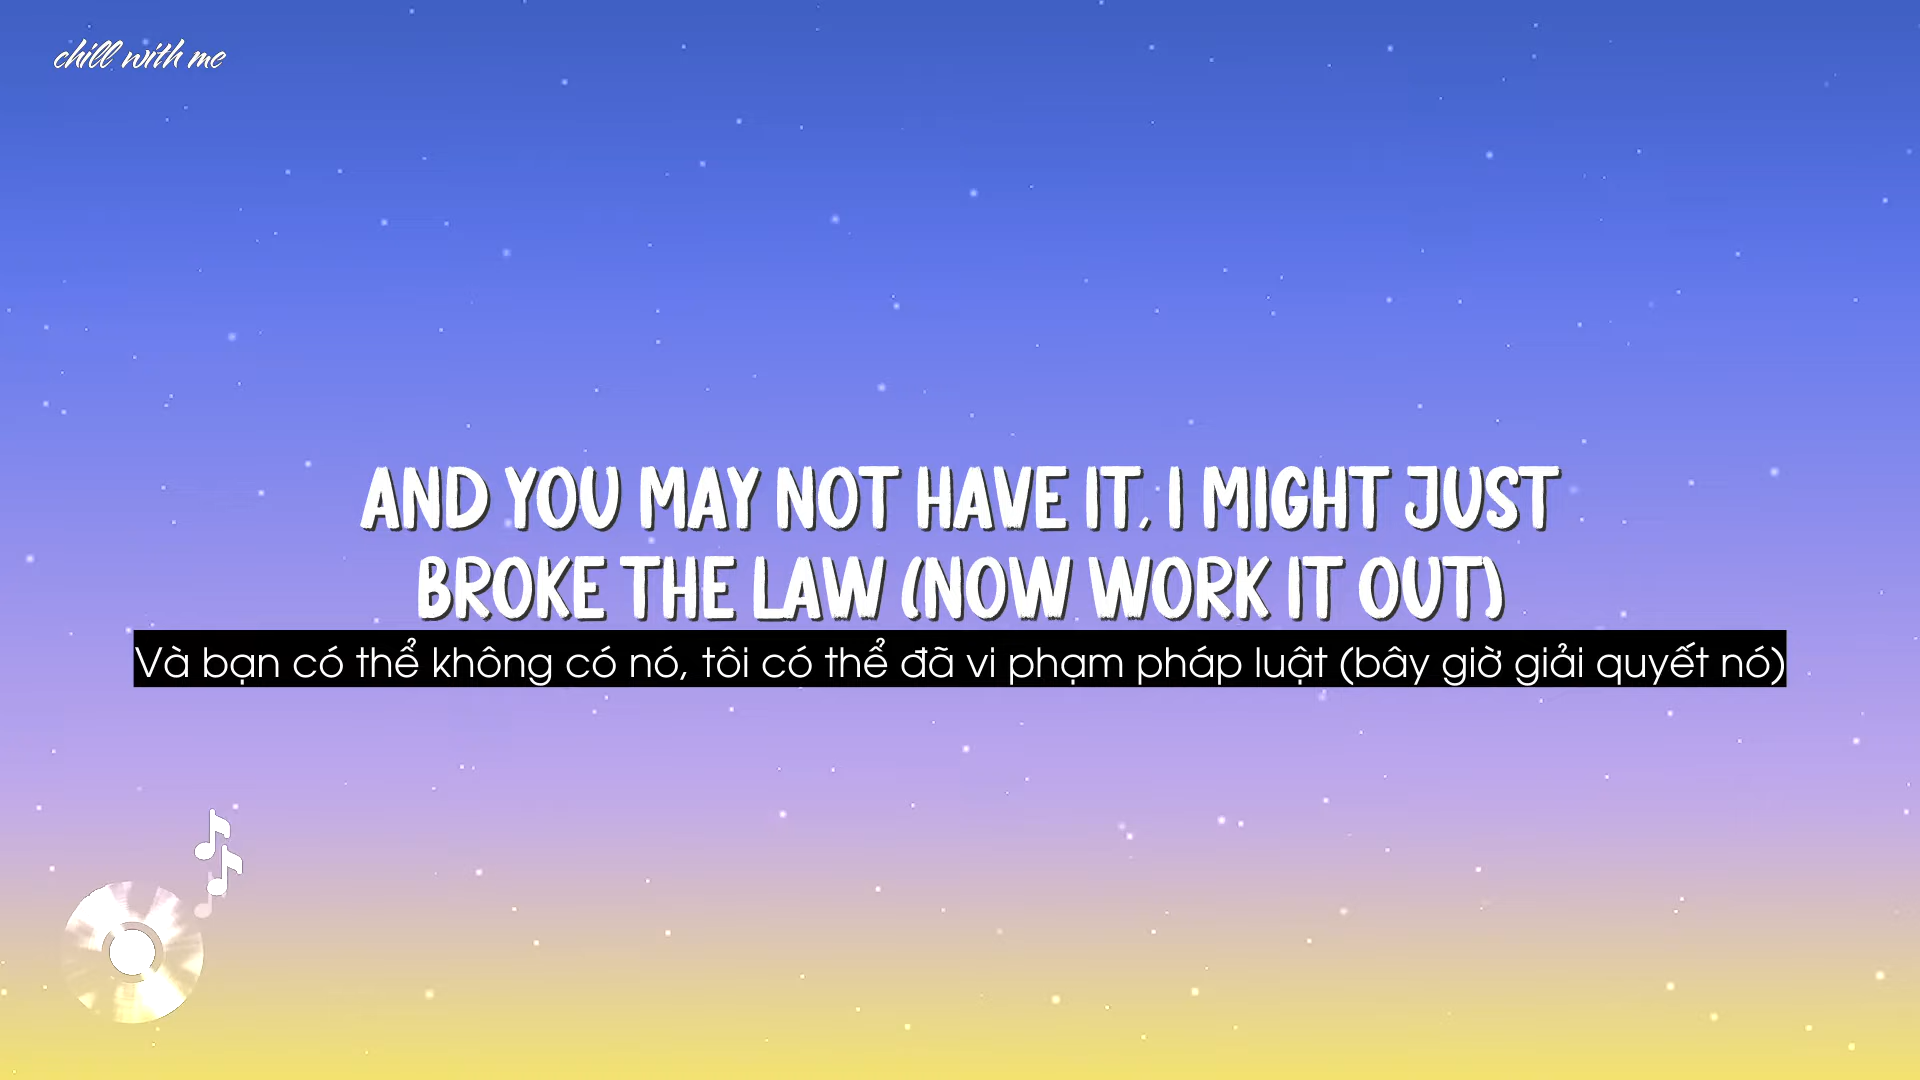 chill with me
AND YOU MAY NOT HAVE IT, I MIGHT JUST
BROKE THE LAW (NOW WORK IT OUT)
Và bạn có thể không có nó, tôi có thể đã vi phạm pháp luật (bây giờ giải quyết nó)